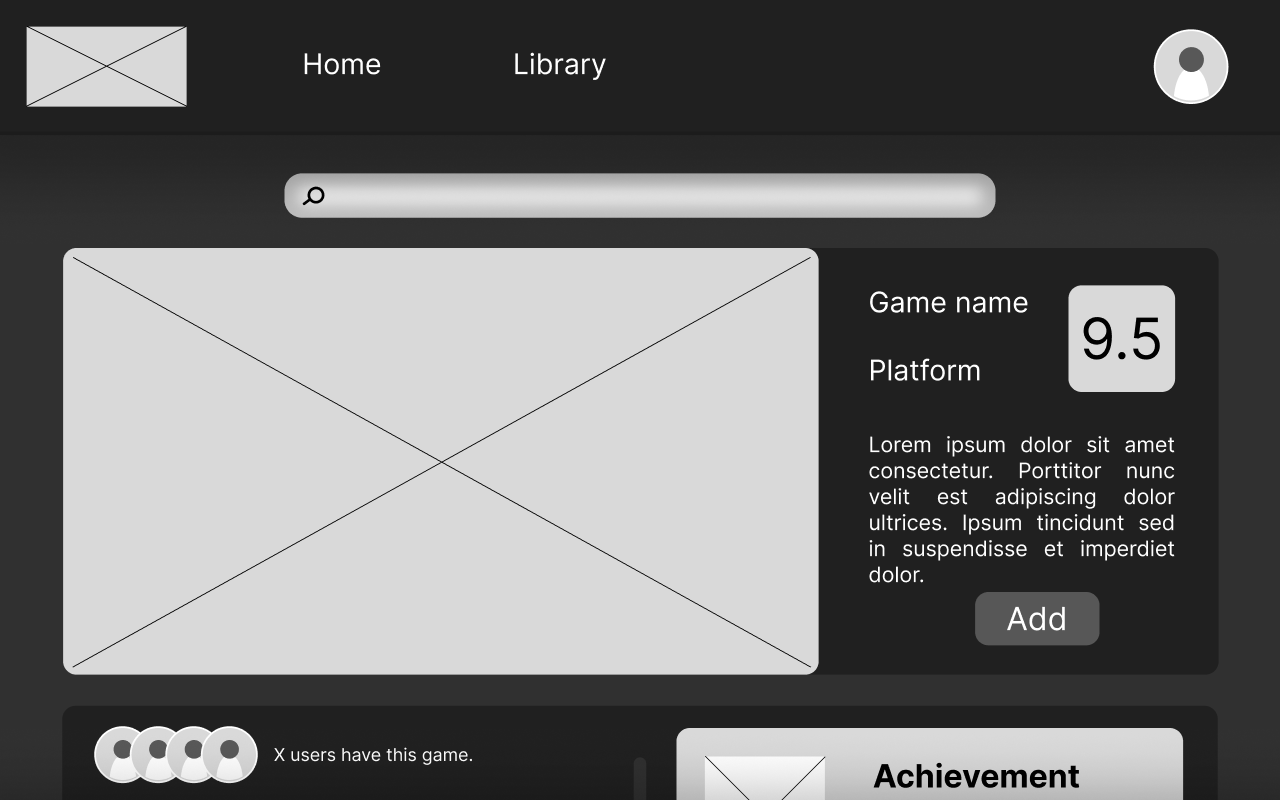 Home
Library
Game name
9.5
Platform
Lorem ipsum dolor sit amet
consectetur. Porttitor nunc
velit est adipiscing dolor
ultrices. Ipsum tincidunt sed
in suspendisse et imperdiet
dolor.
Add
X users have this game.
Achievement